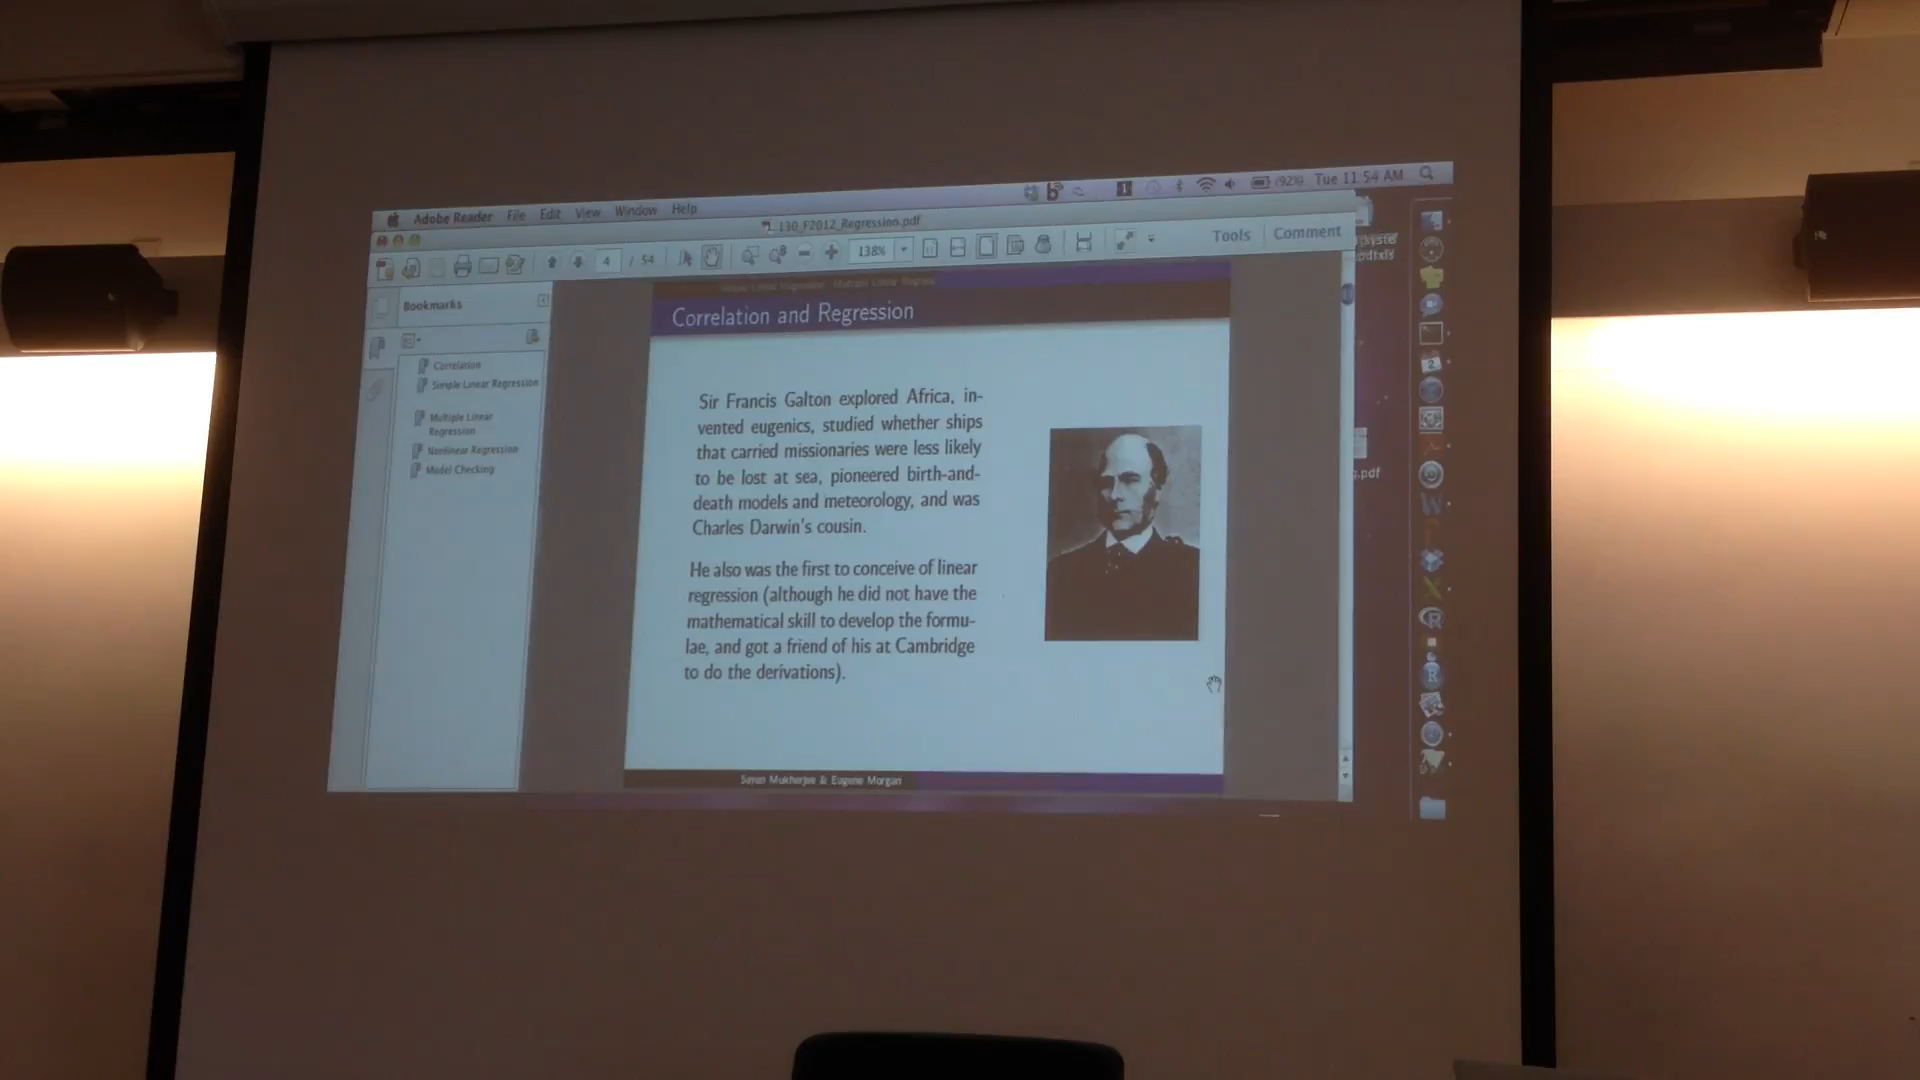 Adobe Reader File Edit View Window Help
(92%) Tue 11:54 AM
130_F2012_Regression.pdf
4 / 54
138%
Tools
Comment
Bookmarks
Correlation
Simple Linear Regression
Multiple Linear
Regression
Nonlinear Regression
Model Checking
Correlation and Regression
Sir Francis Galton explored Africa, in-
vented eugenics, studied whether ships
that carried missionaries were less likely
to be lost at sea, pioneered birth-and-
death models and meteorology, and was
Charles Darwin's cousin.
He also was the first to conceive of linear
regression (although he did not have the
mathematical skill to develop the formu-
lae, and got a friend of his at Cambridge
to do the derivations).
Sayan Mukherjee & Eugene Morgan